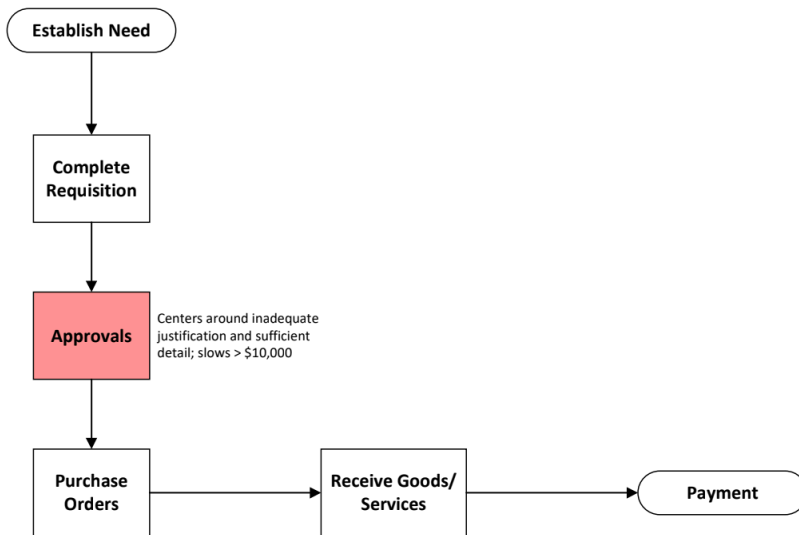 Establish Need
Complete
Requisition
Approvals
Centers around inadequate
justification and sufficient
detail; slows > $10,000
Purchase
Orders
Receive Goods/
Services
Payment